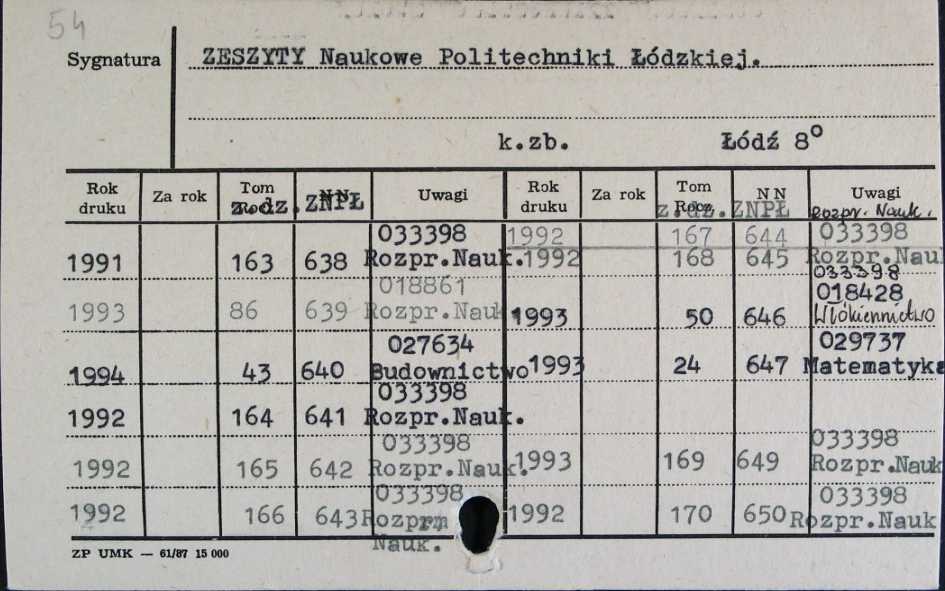 54
Sygnatura
ZESZYTY Naukowe Politechniki Łódzkiej.
k.zb. Łódź 8°
Rok druku Za rok Tom Rocz. N N Uwagi Rok druku Za rok Tom Rocz. N N Uwagi
z.dz. ZNPŁ z.dz. ZNPŁ Rozpr. Nauk.
1991 163 638 033398 Rozpr.Nauk.
1993 86 639 018861 Rozpr.Nauk
1994 43 640 027634 Budownictwo
1992 164 641 033398 Rozpr.Nauk.
1992 165 642 033398 Rozpr.Nauk.
1992 166 643 033398 Rozpr Nauk.
1992 167 644 033398 Rozpr.Nauk
1992 168 645 033398
1993 50 646 018428 Włókiennictwo
1993 24 647 029737 Matematyka
1993 169 649 033398 Rozpr.Nauk
1992 170 650 033398 Rozpr.Nauk
ZP UMK — 61/87 15 000